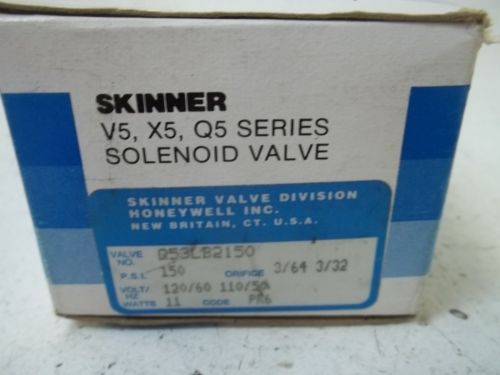 SKINNER
V5, X5, Q5 SERIES
SOLENOID VALVE
SKINNER VALVE DIVISION
HONEYWELL INC.
NEW BRITAIN, CT. U.S.A.
VALVE NO. Q53LB2150
P.S.I. 150 ORIFICE 3/64 3/32
VOLT/HZ 120/60 110/50
WATTS 11 CODE PR6